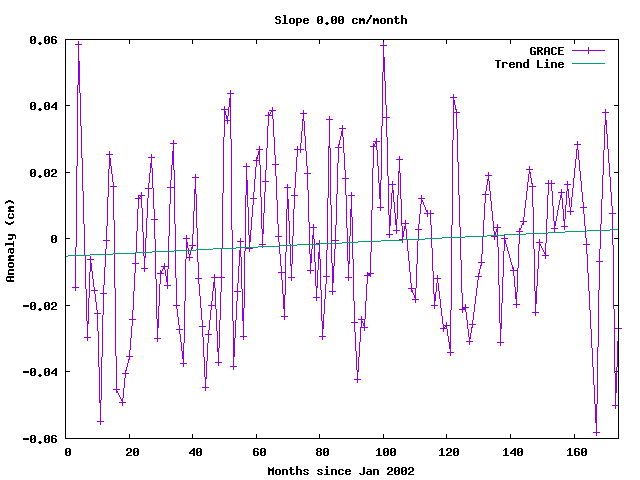 Slope 0.00 cm/month
GRACE
Trend Line
Anomaly (cm)
0.06
0.04
0.02
0
-0.02
-0.04
-0.06
0 20 40 60 80 100 120 140 160
Months since Jan 2002